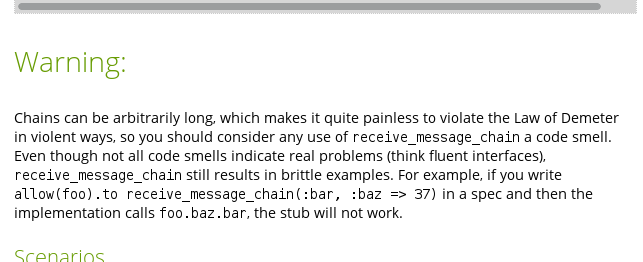 Warning:
Chains can be arbitrarily long, which makes it quite painless to violate the Law of Demeter
in violent ways, so you should consider any use of receive_message_chain a code smell.
Even though not all code smells indicate real problems (think fluent interfaces),
receive_message_chain still results in brittle examples. For example, if you write
allow(foo).to receive_message_chain(:bar, :baz => 37) in a spec and then the
implementation calls foo.baz.bar, the stub will not work.
Scenarios